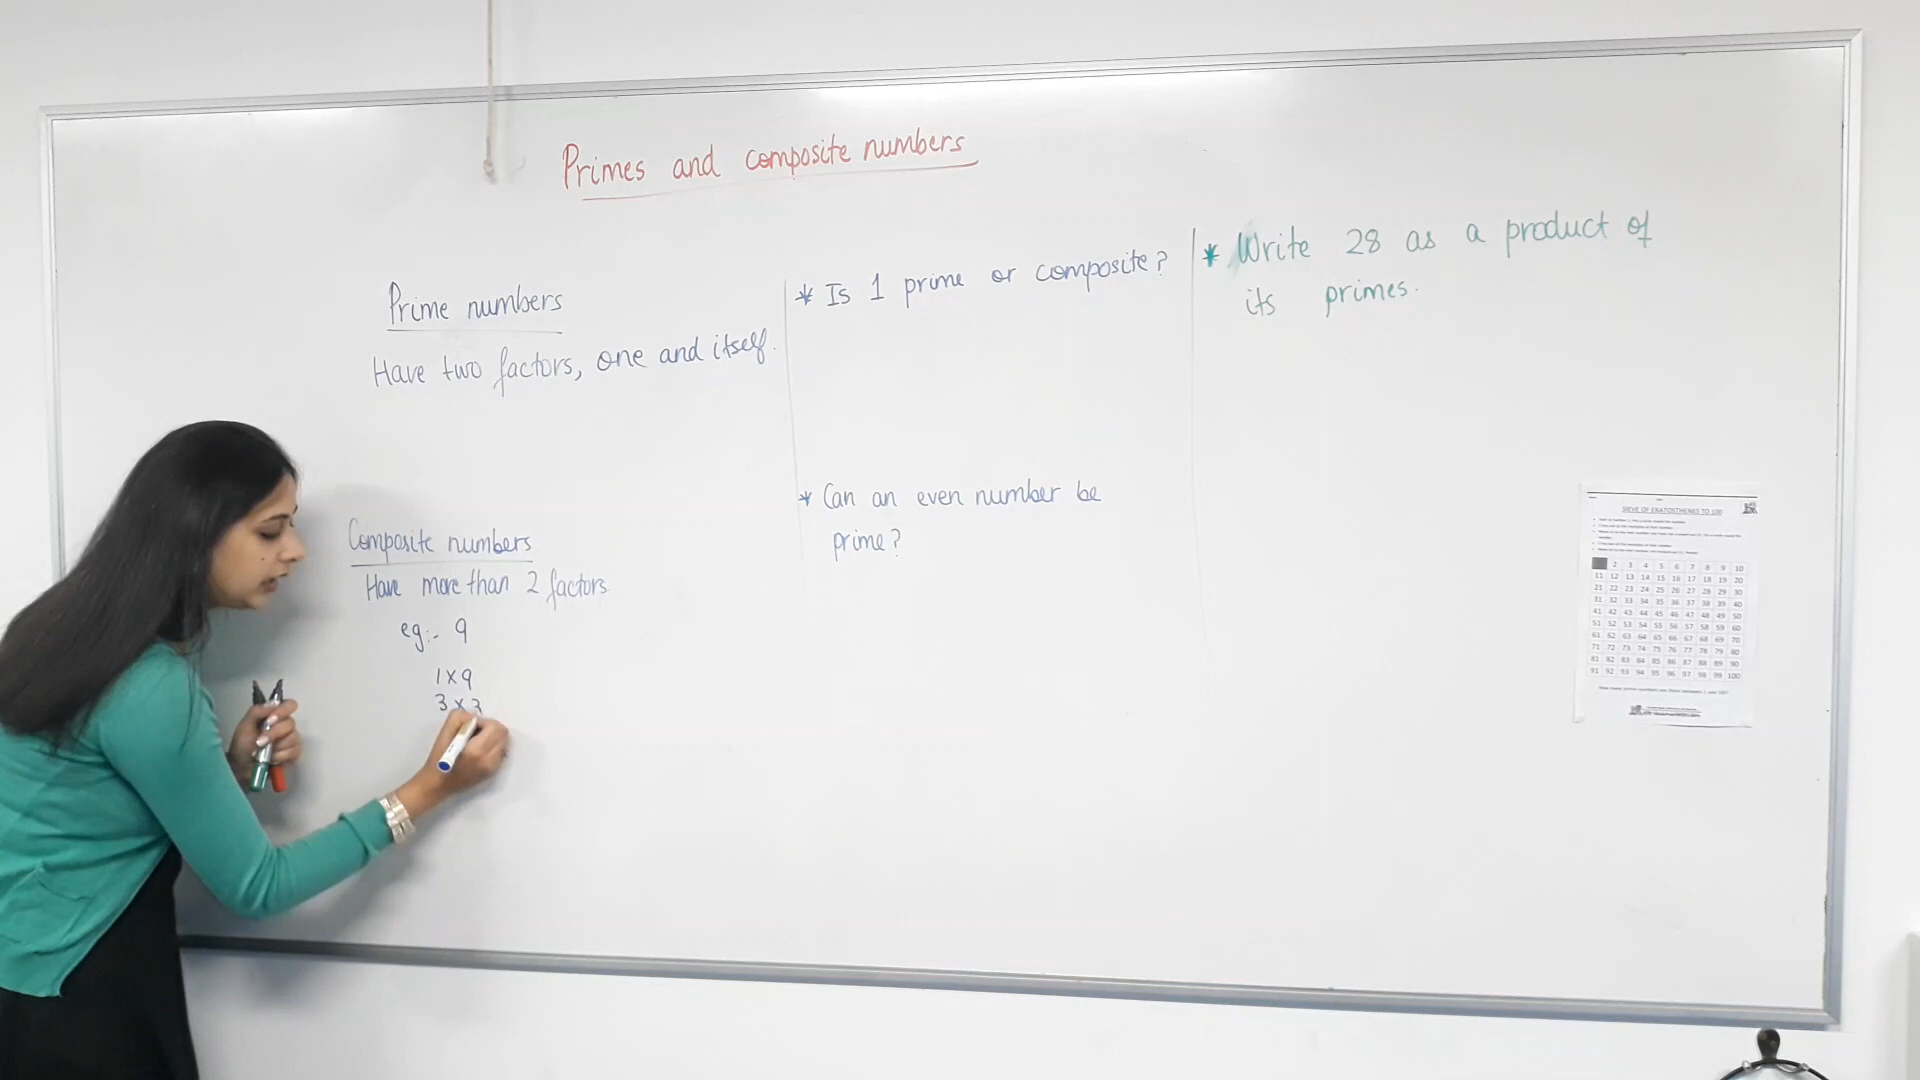 Primes and composite numbers
Prime numbers
Have two factors, one and itself.
Composite numbers
Have more than 2 factors
eg:- 9
1 x 9
3 x 3
* Is 1 prime or composite?
* Can an even number be
prime?
* Write 28 as a product of
its primes.
SIEVE OF ERATOSTHENES TO 100
2 3 4 5 6 7 8 9 10
11 12 13 14 15 16 17 18 19 20
21 22 23 24 25 26 27 28 29 30
31 32 33 34 35 36 37 38 39 40
41 42 43 44 45 46 47 48 49 50
51 52 53 54 55 56 57 58 59 60
61 62 63 64 65 66 67 68 69 70
71 72 73 74 75 76 77 78 79 80
81 82 83 84 85 86 87 88 89 90
91 92 93 94 95 96 97 98 99 100